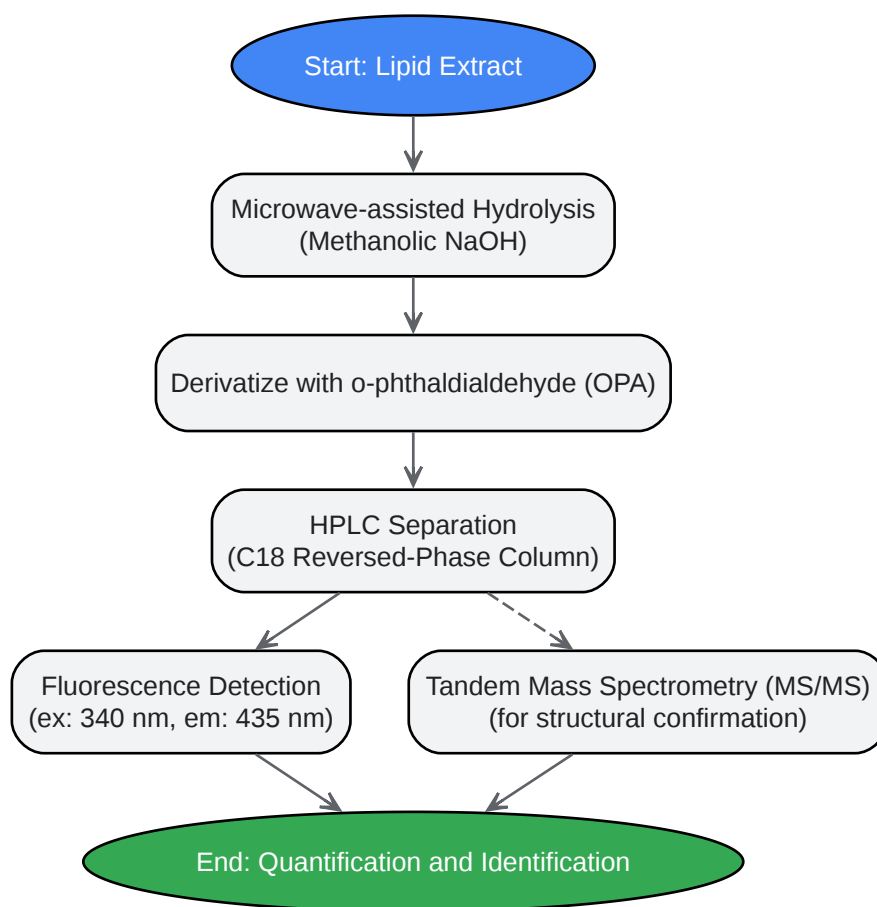 Start: Lipid Extract
Microwave-assisted Hydrolysis
(Methanolic NaOH)
Derivatize with o-phthaldialdehyde (OPA)
HPLC Separation
(C18 Reversed-Phase Column)
Fluorescence Detection
(ex: 340 nm, em: 435 nm)
Tandem Mass Spectrometry (MS/MS)
(for structural confirmation)
End: Quantification and Identification